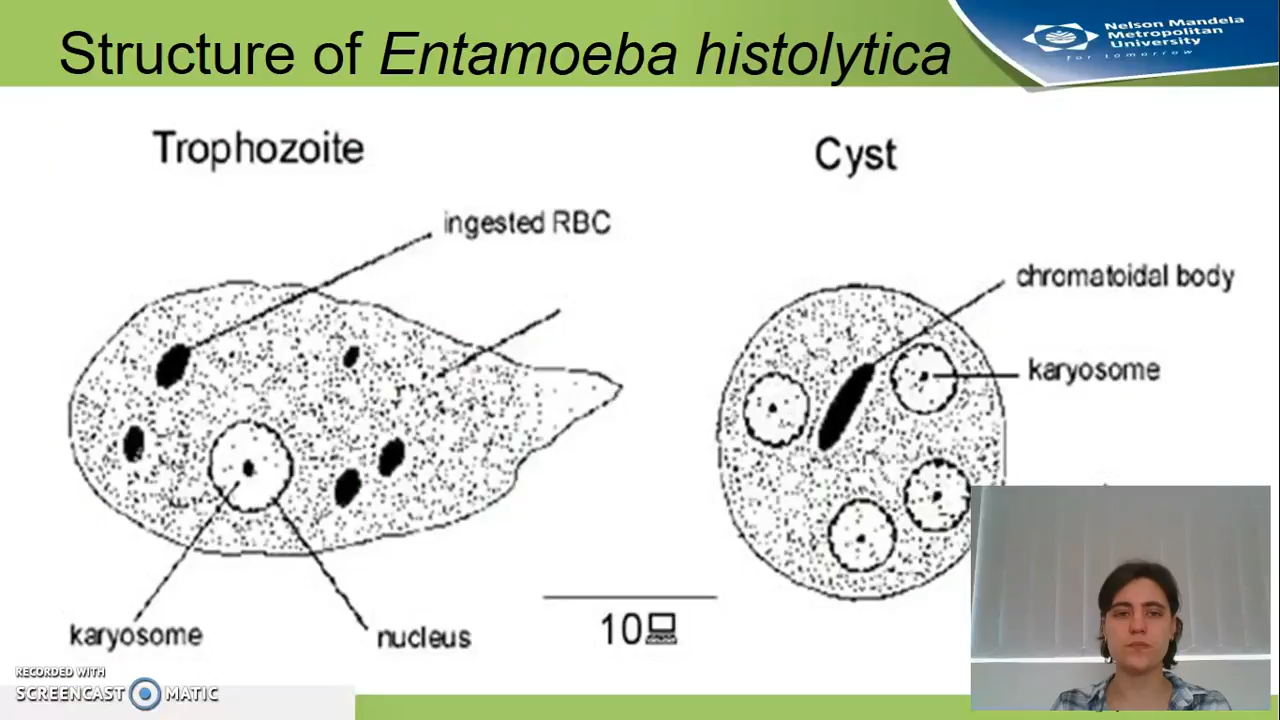 Structure of Entamoeba histolytica
Nelson Mandela
Metropolitan
University
for tomorrow
Trophozoite
Cyst
ingested RBC
chromatoidal body
karyosome
karyosome
nucleus
10
RECORDED WITH
SCREENCAST MATIC